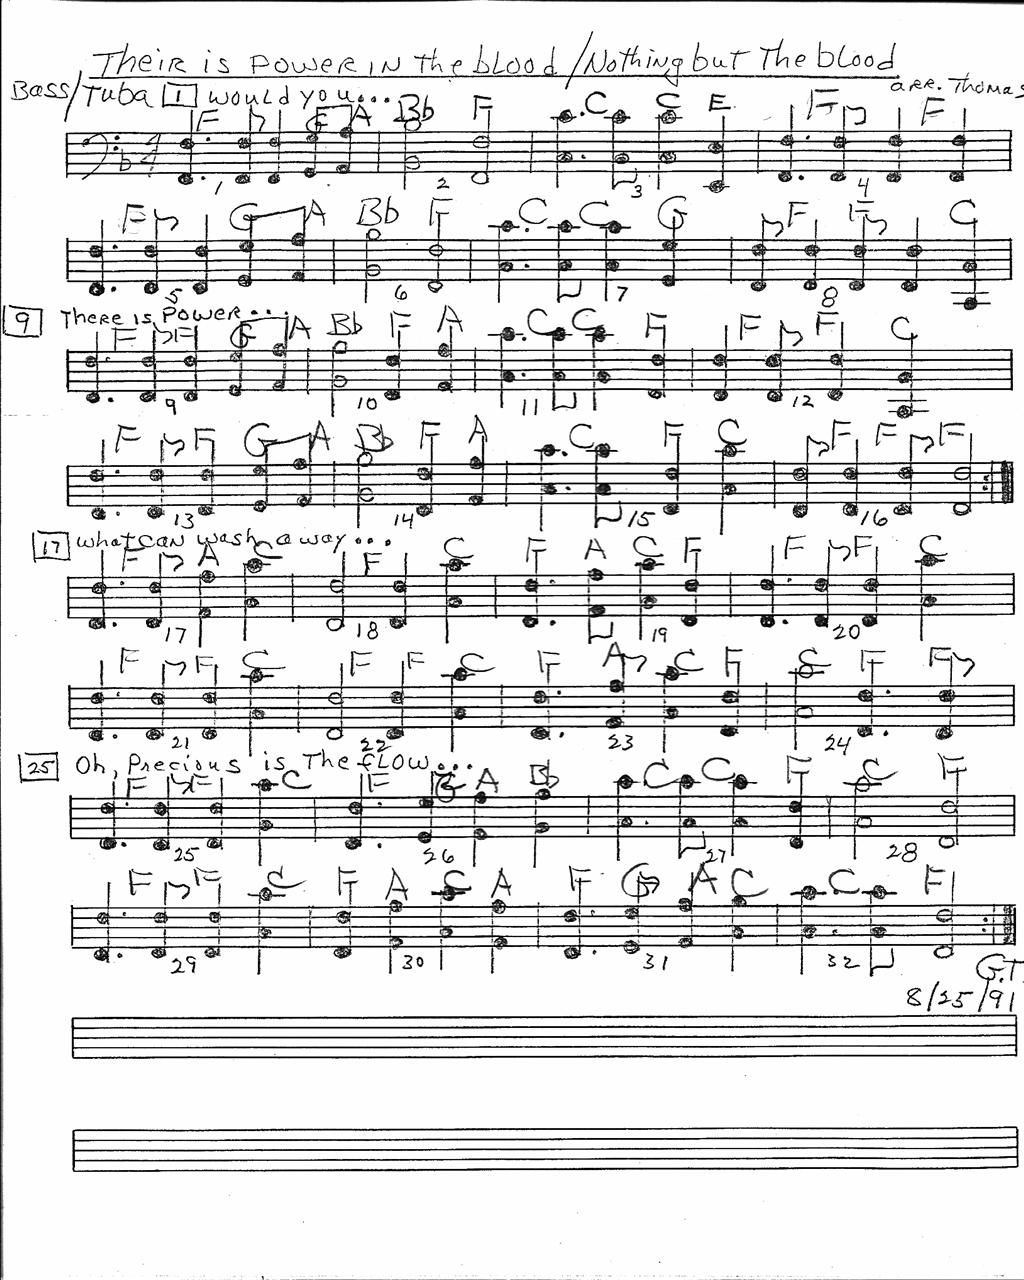 Their is Power in the blood / Nothing but The blood
Bass/Tuba 1 would you... arr. Thomas
F G A Bb F C C E F F
4 4
1 2 3 4
F G A Bb F C C G F F C
5 6 7 8
9 There is Power...
F F G A Bb F A C C F F F C
9 10 11 12
F F G A Bb F A C F C F F F
13 14 15 16
17 what can wash away...
F A C F C F A C F F F C
17 18 19 20
F F C F F C F A C F C F F
21 22 23 24
25 Oh, Precious is The flow...
F F C F G A Bb C C F C F
25 26 27 28
F F C F A C A F G A C C F
29 30 31 32
G.T.
8/25/91